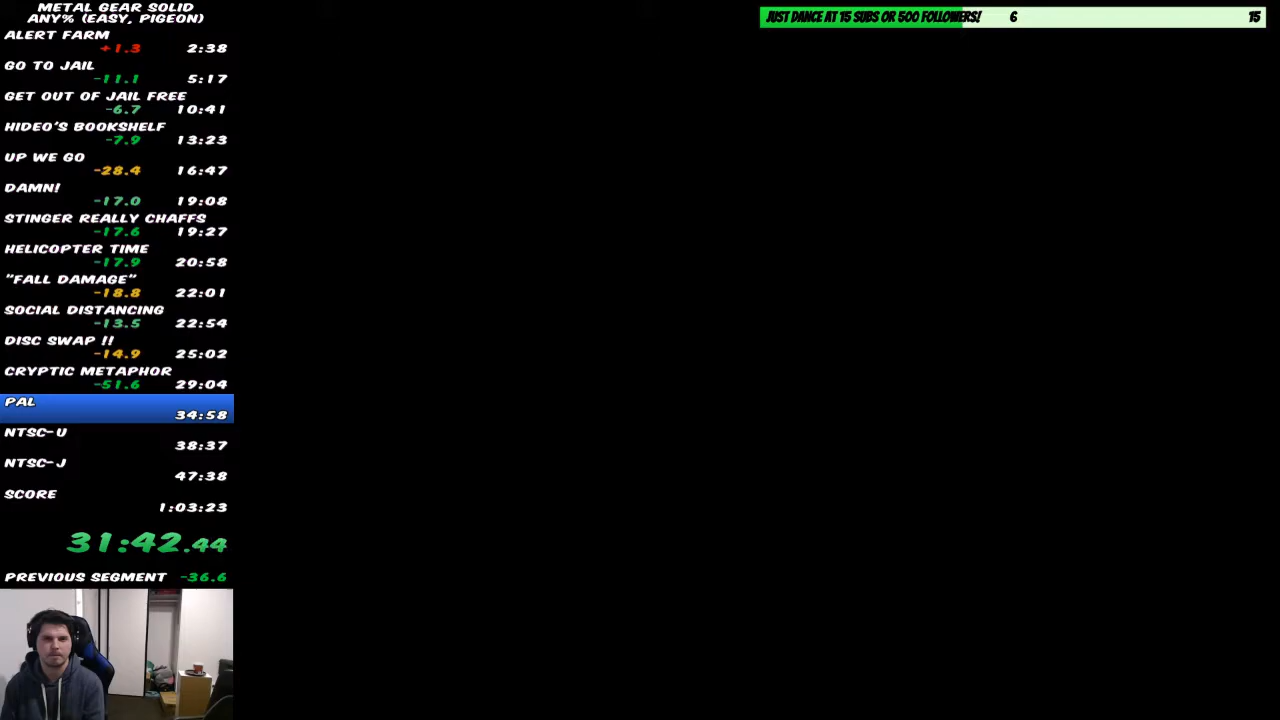 METAL GEAR SOLID
ANY% (EASY, PIGEON)
ALERT FARM
+1.3 2:38
GO TO JAIL
-11.1 5:17
GET OUT OF JAIL FREE
-6.7 10:41
HIDEO'S BOOKSHELF
-7.9 13:23
UP WE GO
-28.4 16:47
DAMN!
-17.0 19:08
STINGER REALLY CHAFFS
-17.6 19:27
HELICOPTER TIME
-17.9 20:58
"FALL DAMAGE"
-18.8 22:01
SOCIAL DISTANCING
-13.5 22:54
DISC SWAP !!
-14.9 25:02
CRYPTIC METAPHOR
-51.6 29:04
PAL
34:58
NTSC-U
38:37
NTSC-J
47:38
SCORE
1:03:23
31:42.44
PREVIOUS SEGMENT -36.6
JUST DANCE AT 15 SUBS OR 500 FOLLOWERS! 6 15